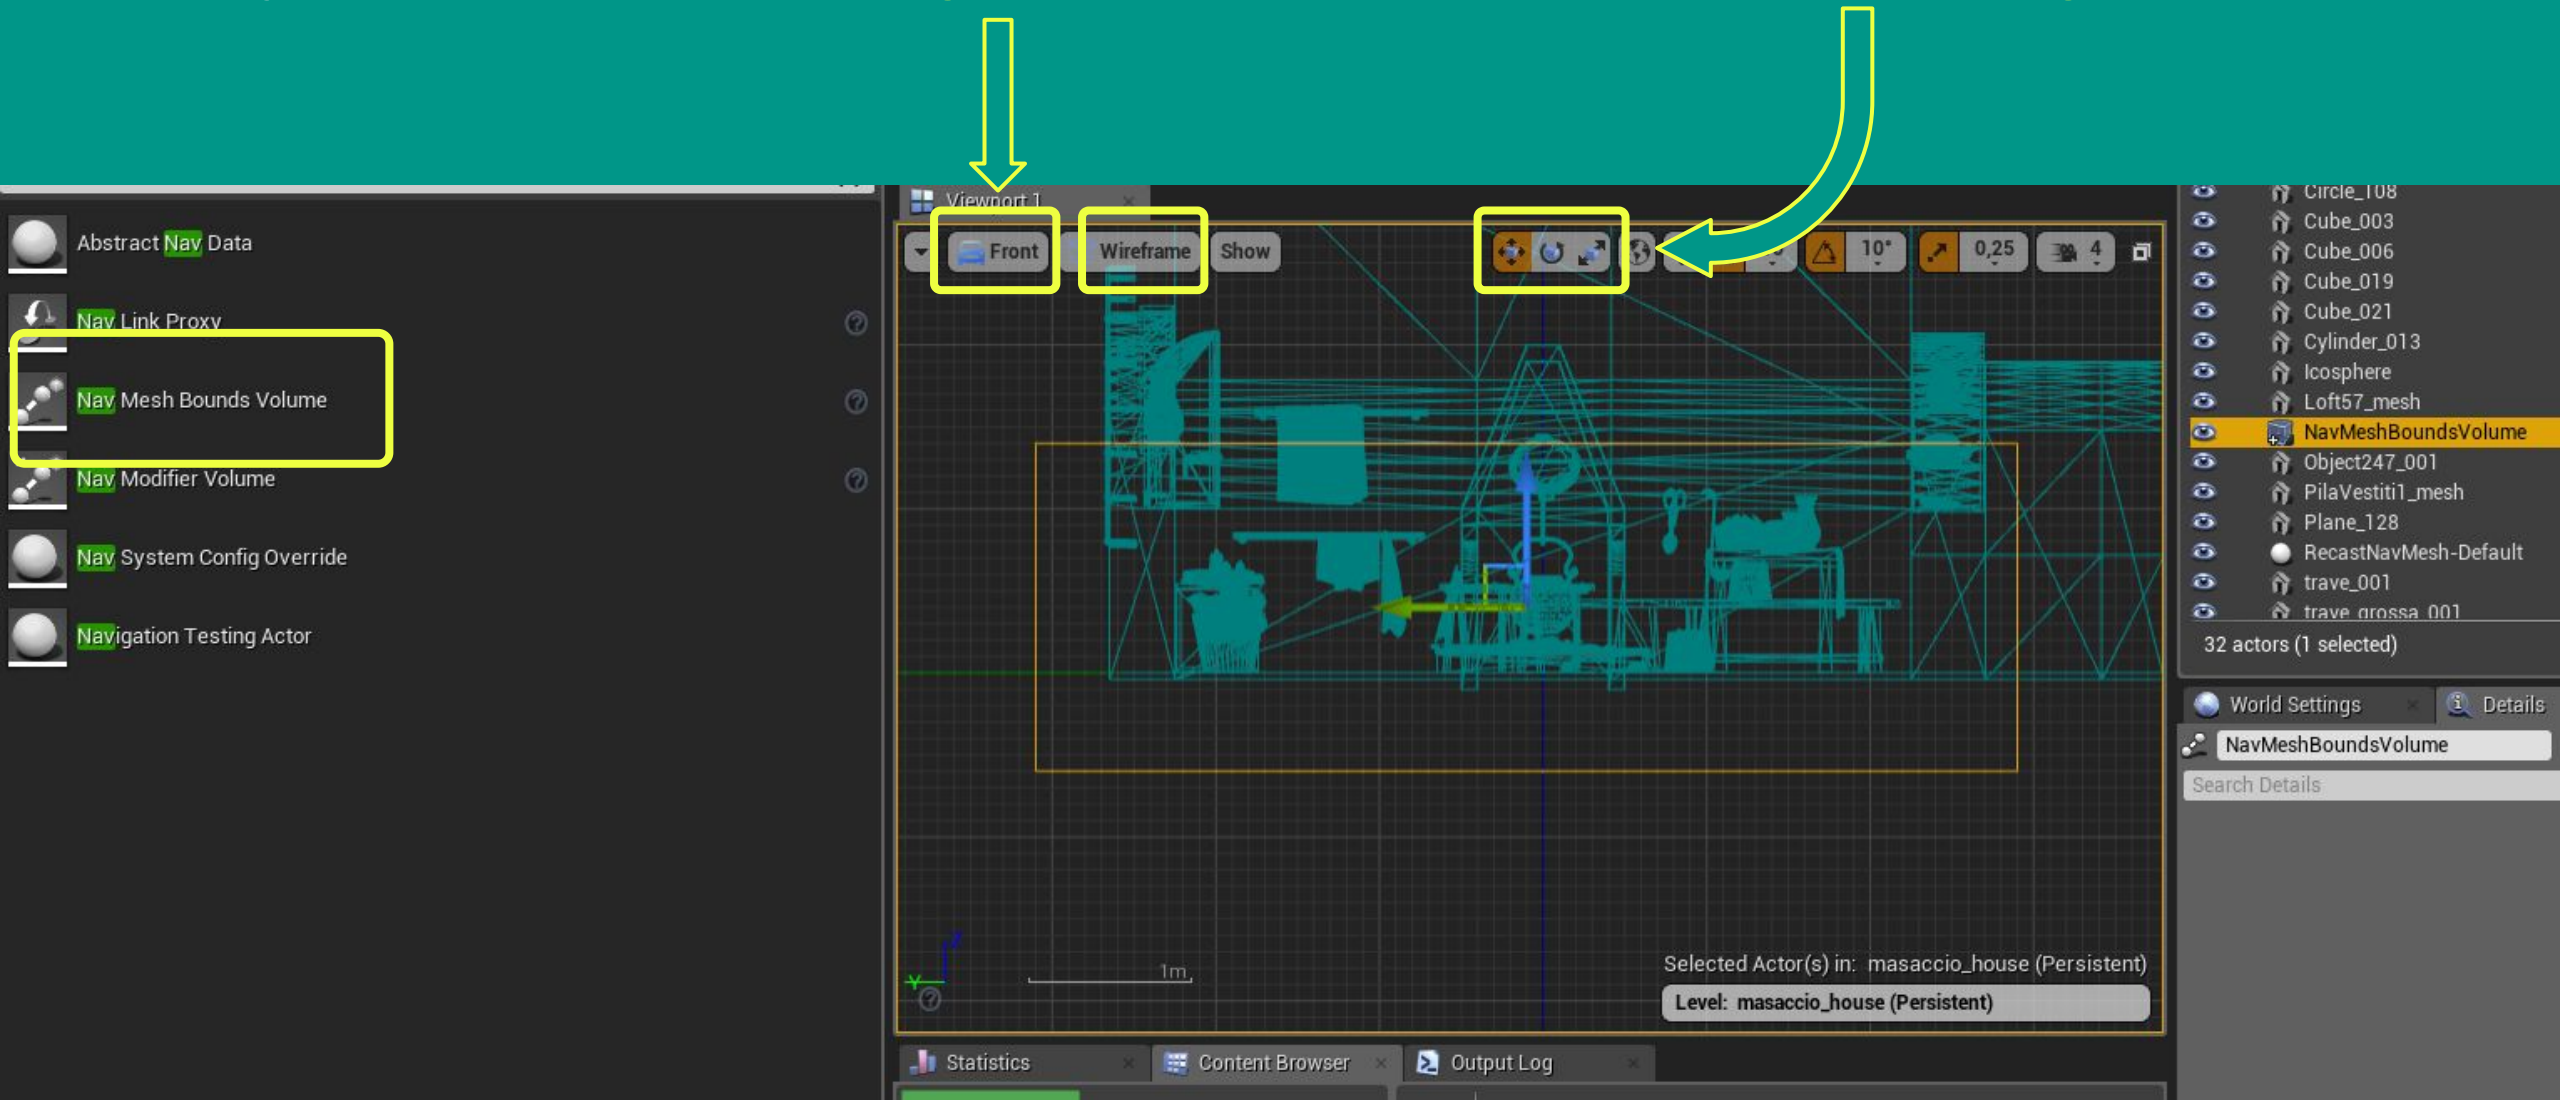 Abstract Nav Data
Nav Link Proxy
Nav Mesh Bounds Volume
Nav Modifier Volume
Nav System Config Override
Navigation Testing Actor
Viewport 1
Front
Wireframe
Show
10°
0,25
4
1m
Z
Y
Selected Actor(s) in: masaccio_house (Persistent)
Level: masaccio_house (Persistent)
Statistics
Content Browser
Output Log
Circle_108
Cube_003
Cube_006
Cube_019
Cube_021
Cylinder_013
Icosphere
Loft57_mesh
NavMeshBoundsVolume
Object247_001
PilaVestiti1_mesh
Plane_128
RecastNavMesh-Default
trave_001
trave_grossa_001
32 actors (1 selected)
World Settings
Details
NavMeshBoundsVolume
Search Details